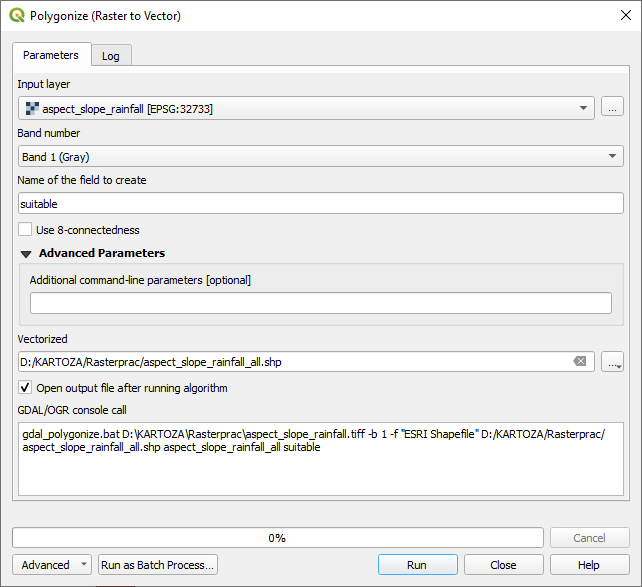 Polygonize (Raster to Vector)
Parameters
Log
Input layer
aspect_slope_rainfall [EPSG:32733]
...
Band number
Band 1 (Gray)
Name of the field to create
suitable
Use 8-connectedness
Advanced Parameters
Additional command-line parameters [optional]
Vectorized
D:/KARTOZA/Rasterprac/aspect_slope_rainfall_all.shp
...
Open output file after running algorithm
GDAL/OGR console call
gdal_polygonize.bat D:\KARTOZA\Rasterprac\aspect_slope_rainfall.tiff -b 1 -f "ESRI Shapefile" D:/KARTOZA/Rasterprac/
aspect_slope_rainfall_all.shp aspect_slope_rainfall_all suitable
0%
Cancel
Advanced
Run as Batch Process...
Run
Close
Help